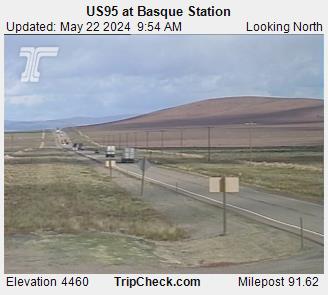 US95 at Basque Station
Updated: May 22 2024 9:54 AM Looking North
Elevation 4460 TripCheck.com Milepost 91.62